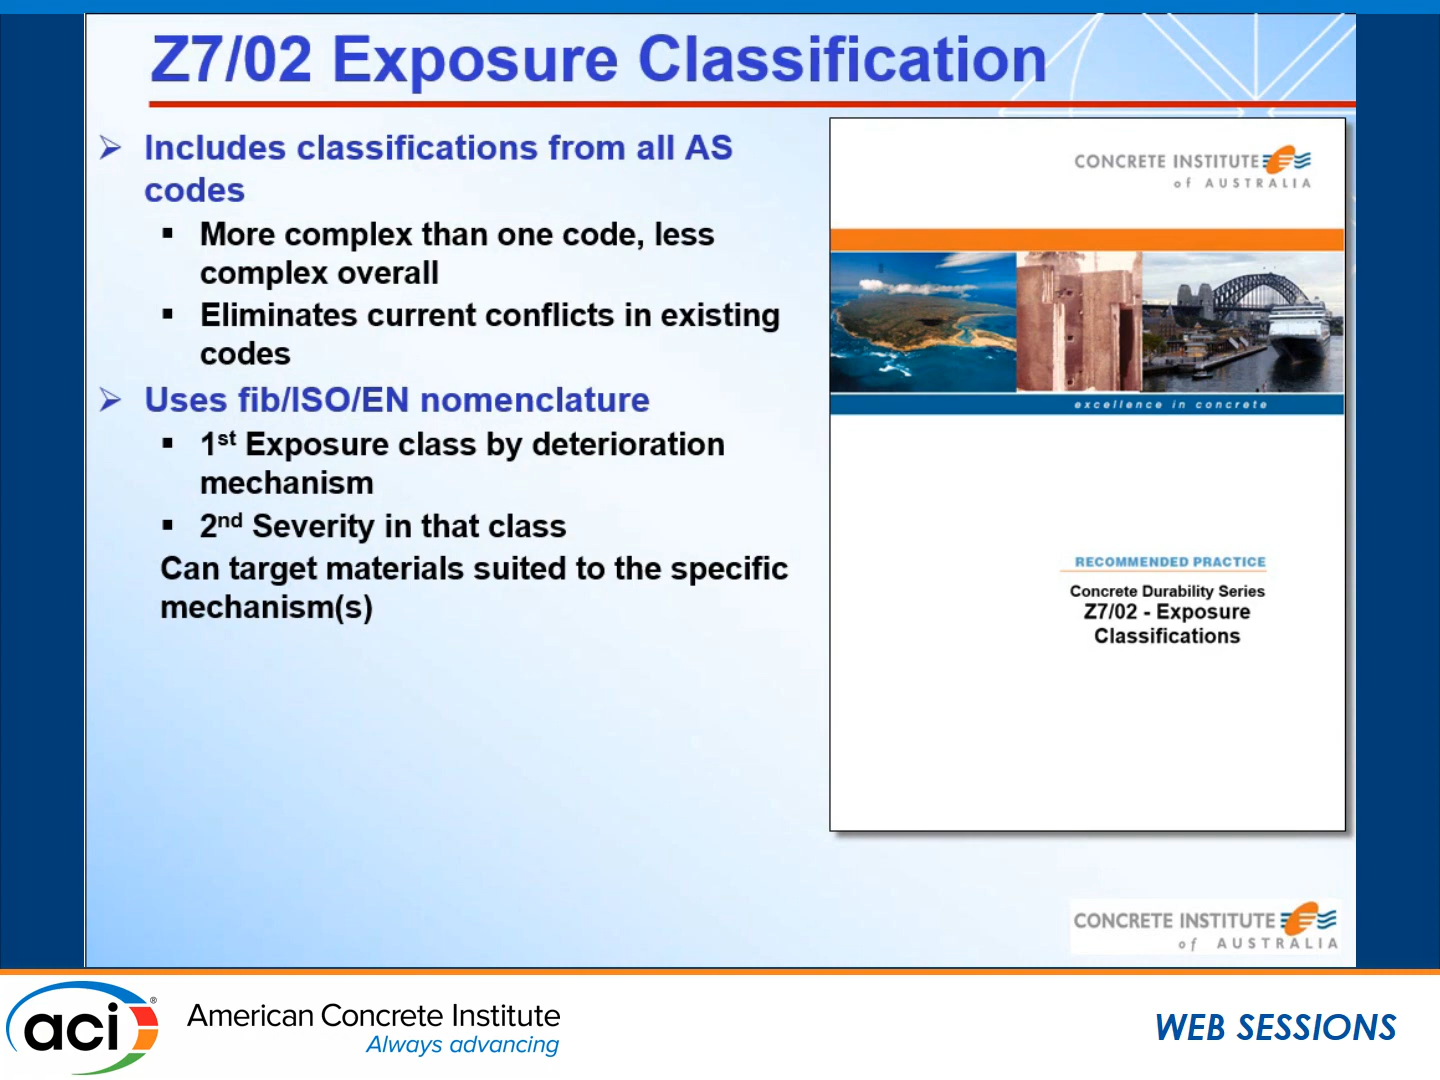 Z7/02 Exposure Classification
Includes classifications from all AS
codes
More complex than one code, less
complex overall
Eliminates current conflicts in existing
codes
Uses fib/ISO/EN nomenclature
1st Exposure class by deterioration
mechanism
2nd Severity in that class
Can target materials suited to the specific
mechanism(s)
CONCRETE INSTITUTE
of AUSTRALIA
excellence in concrete
RECOMMENDED PRACTICE
Concrete Durability Series
Z7/02 - Exposure
Classifications
CONCRETE INSTITUTE
of AUSTRALIA
aci®
American Concrete Institute
Always advancing
WEB SESSIONS